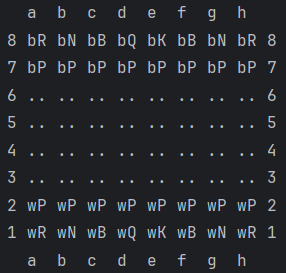 a b c d e f g h
8 bR bN bB bQ bK bB bN bR 8
7 bP bP bP bP bP bP bP bP 7
6 .. .. .. .. .. .. .. .. 6
5 .. .. .. .. .. .. .. .. 5
4 .. .. .. .. .. .. .. .. 4
3 .. .. .. .. .. .. .. .. 3
2 wP wP wP wP wP wP wP wP 2
1 wR wN wB wQ wK wB wN wR 1
a b c d e f g h